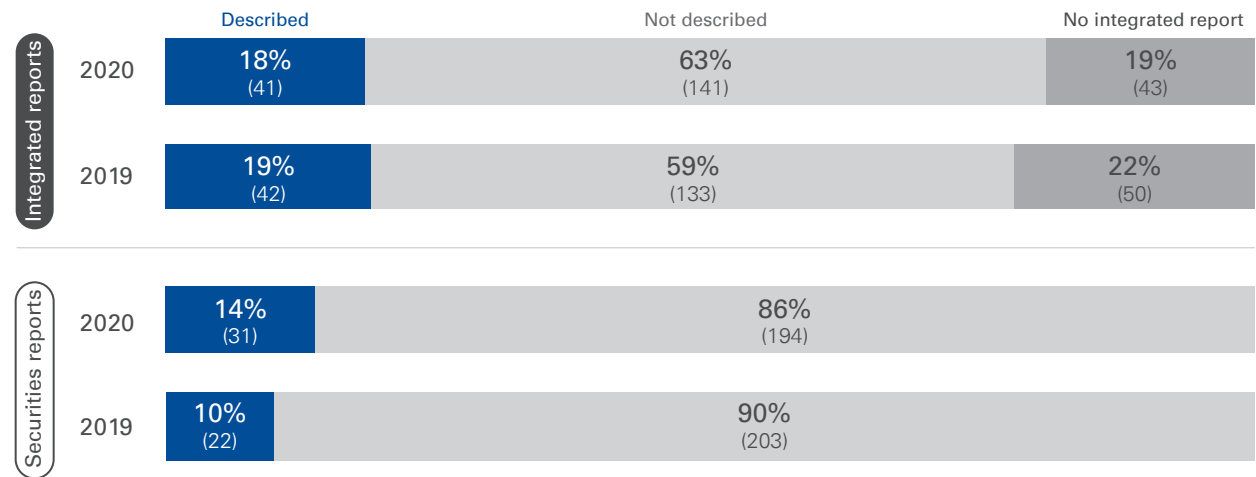 Described Not described No integrated report
Integrated reports
2020
18% 63% 19%
(41) (141) (43)
2019
19% 59% 22%
(42) (133) (50)
Securities reports
2020
14% 86%
(31) (194)
2019
10% 90%
(22) (203)